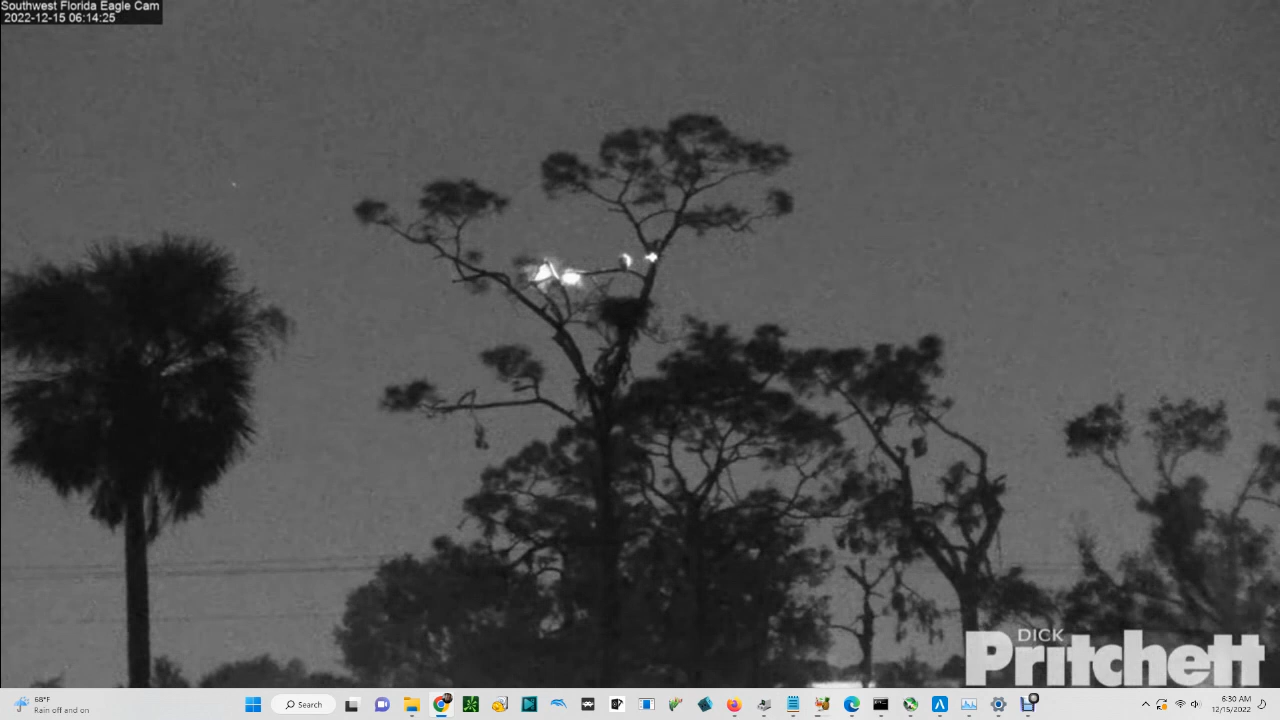 Southwest Florida Eagle Cam
2022-12-15 06:14:25
DICK
Pritchett
68°F
Rain off and on
Search
6:30 AM
12/15/2022